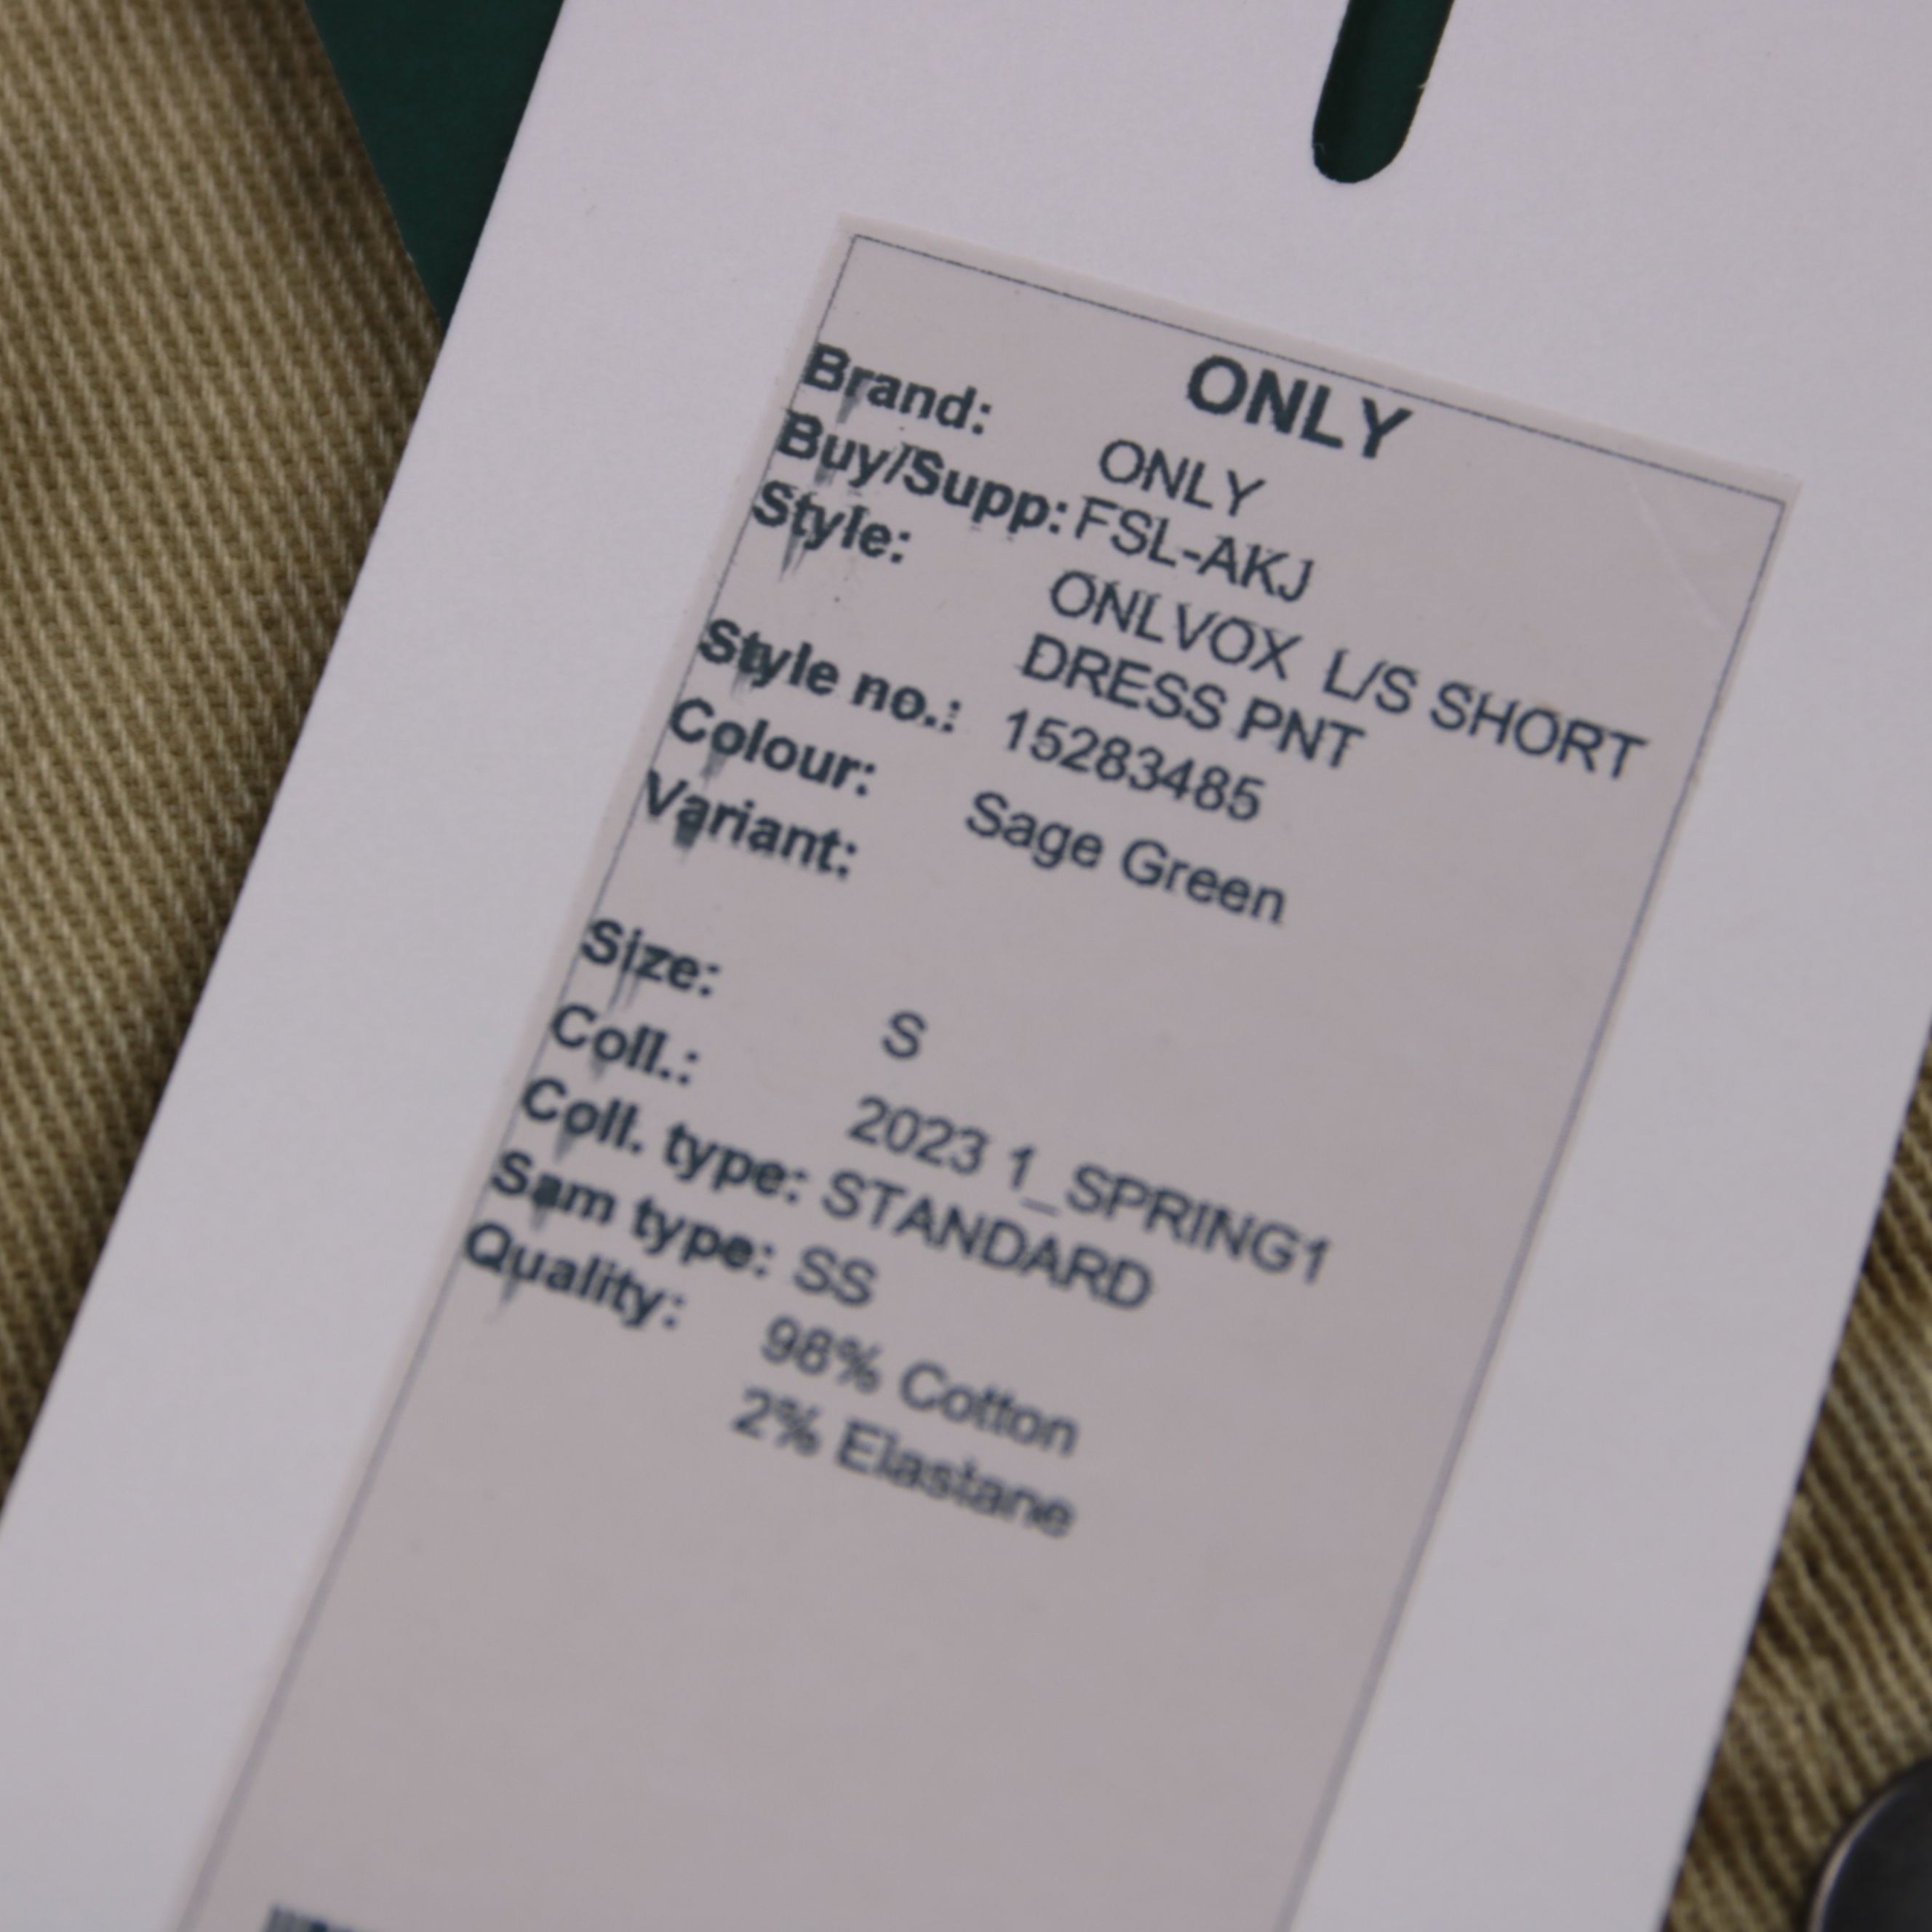 ONLY
Brand: ONLY
Buy/Supp: FSL-AKJ
Style: ONLVOX L/S SHORT
DRESS PNT
Style no.: 15283485
Colour: Sage Green
Variant:
Size: S
Coll.: 2023 1_SPRING1
Coll. type: STANDARD
Sam type: SS
Quality: 98% Cotton
2% Elastane